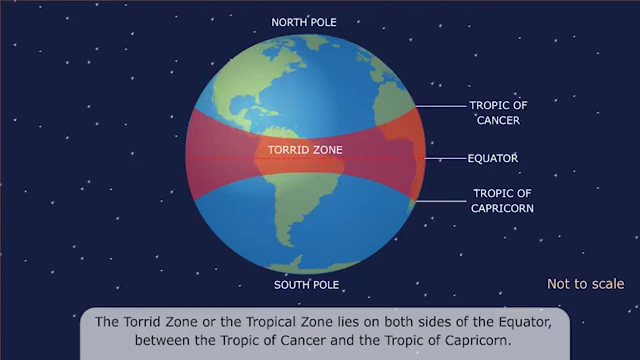 NORTH POLE
TROPIC OF
CANCER
TORRID ZONE
EQUATOR
TROPIC OF
CAPRICORN
SOUTH POLE
Not to scale
The Torrid Zone or the Tropical Zone lies on both sides of the Equator,
between the Tropic of Cancer and the Tropic of Capricorn.